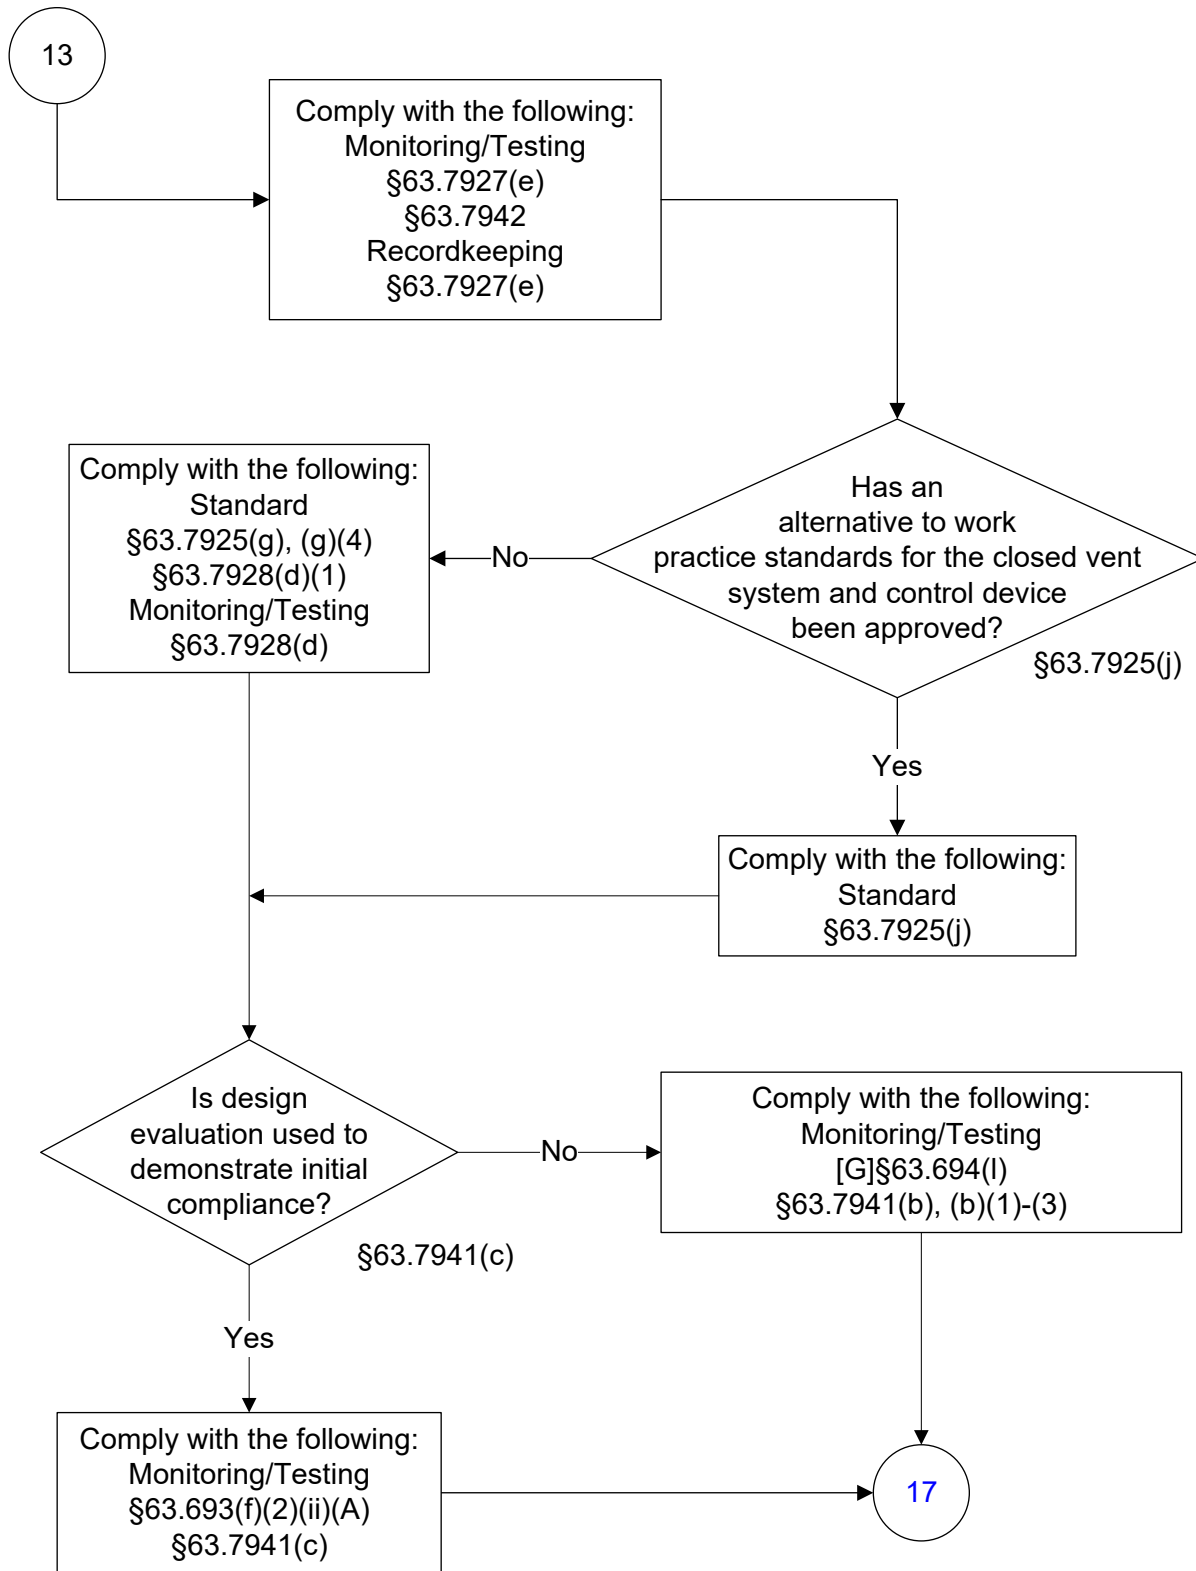 13
Comply with the following:
Monitoring/Testing
§63.7927(e)
§63.7942
Recordkeeping
§63.7927(e)
Has an
alternative to work
practice standards for the closed vent
system and control device
been approved?
§63.7925(j)
No
Comply with the following:
Standard
§63.7925(g), (g)(4)
§63.7928(d)(1)
Monitoring/Testing
§63.7928(d)
Yes
Comply with the following:
Standard
§63.7925(j)
Is design
evaluation used to
demonstrate initial
compliance?
§63.7941(c)
No
Comply with the following:
Monitoring/Testing
[G]§63.694(l)
§63.7941(b), (b)(1)-(3)
Yes
Comply with the following:
Monitoring/Testing
§63.693(f)(2)(ii)(A)
§63.7941(c)
17